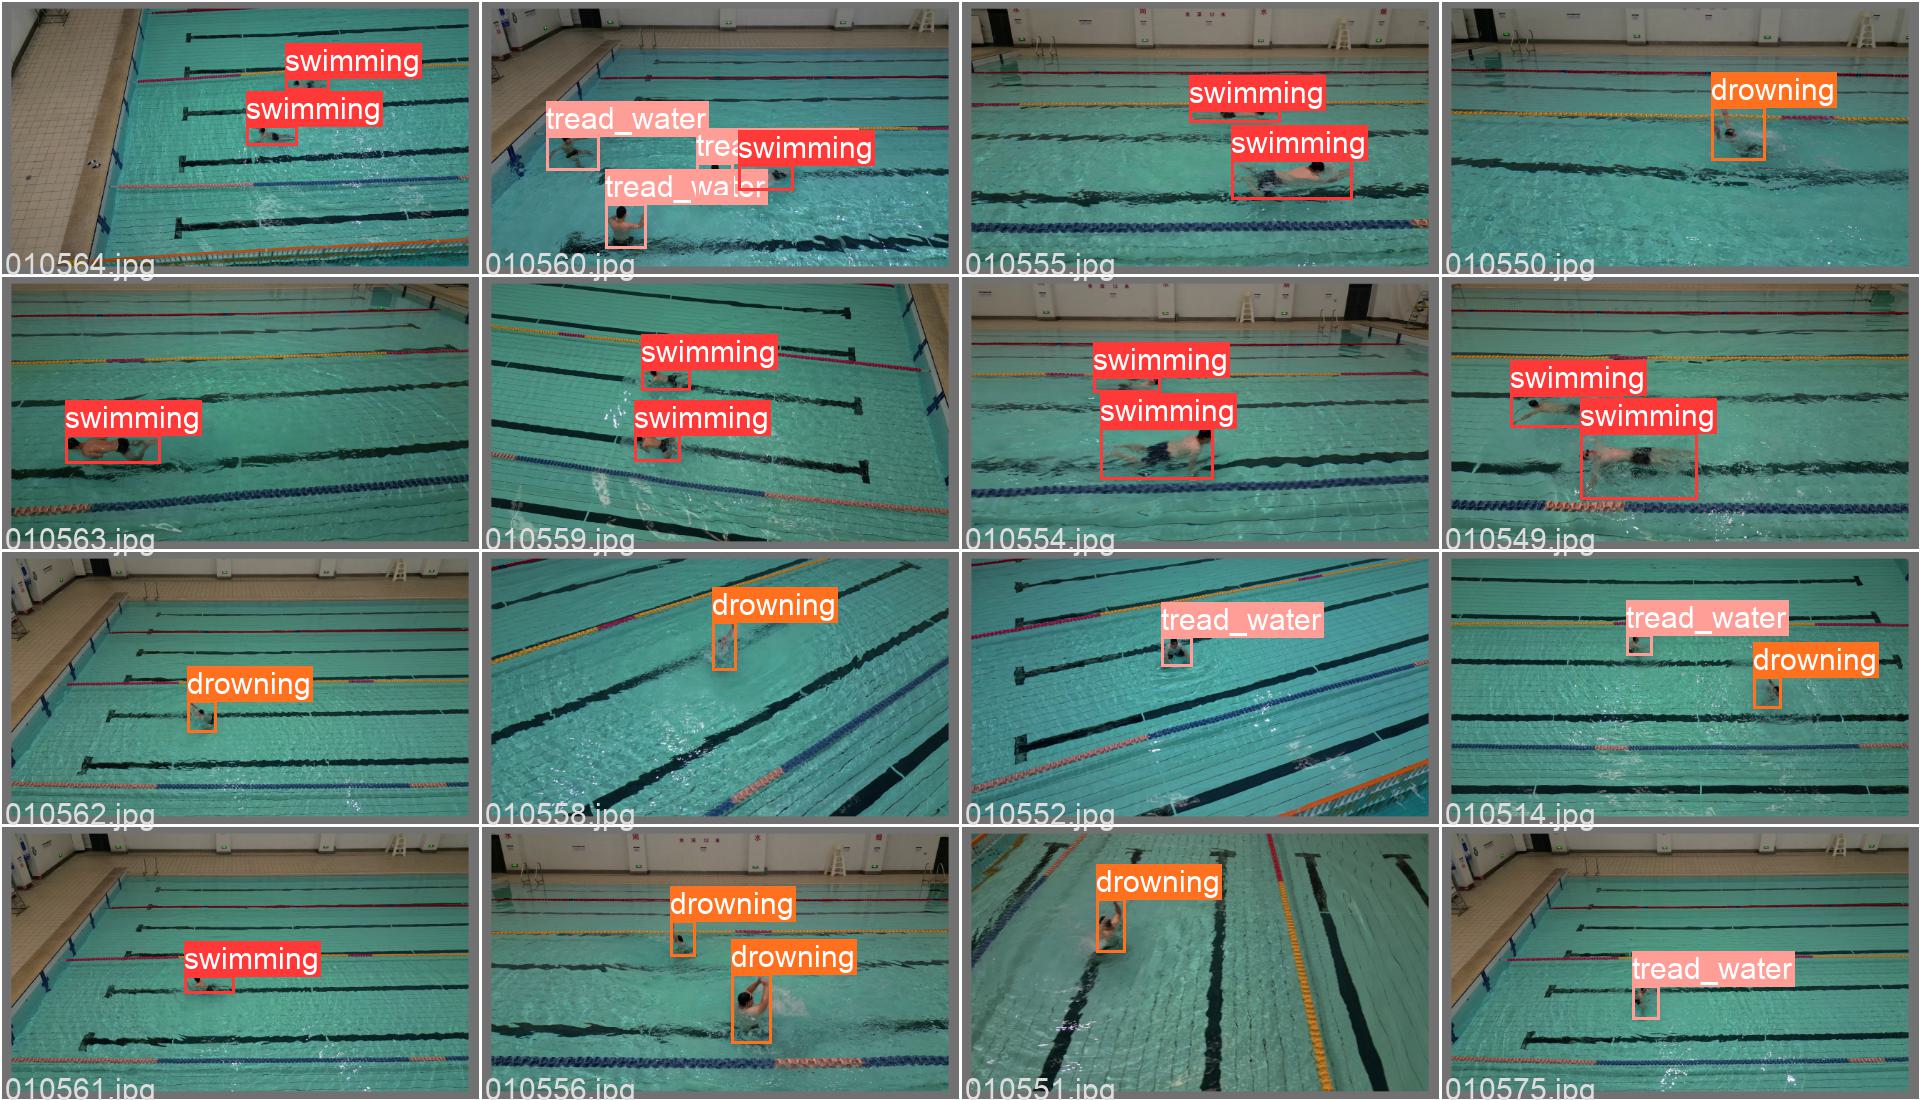 swimming
swimming
010564.jpg
tread_water
swimming
tread_water
010560.jpg
swimming
swimming
010555.jpg
drowning
010550.jpg
swimming
010563.jpg
swimming
swimming
010559.jpg
swimming
swimming
010554.jpg
swimming
swimming
010549.jpg
drowning
010562.jpg
drowning
010558.jpg
tread_water
010552.jpg
tread_water
drowning
010514.jpg
swimming
010561.jpg
drowning
drowning
010556.jpg
drowning
010551.jpg
tread_water
010575.jpg